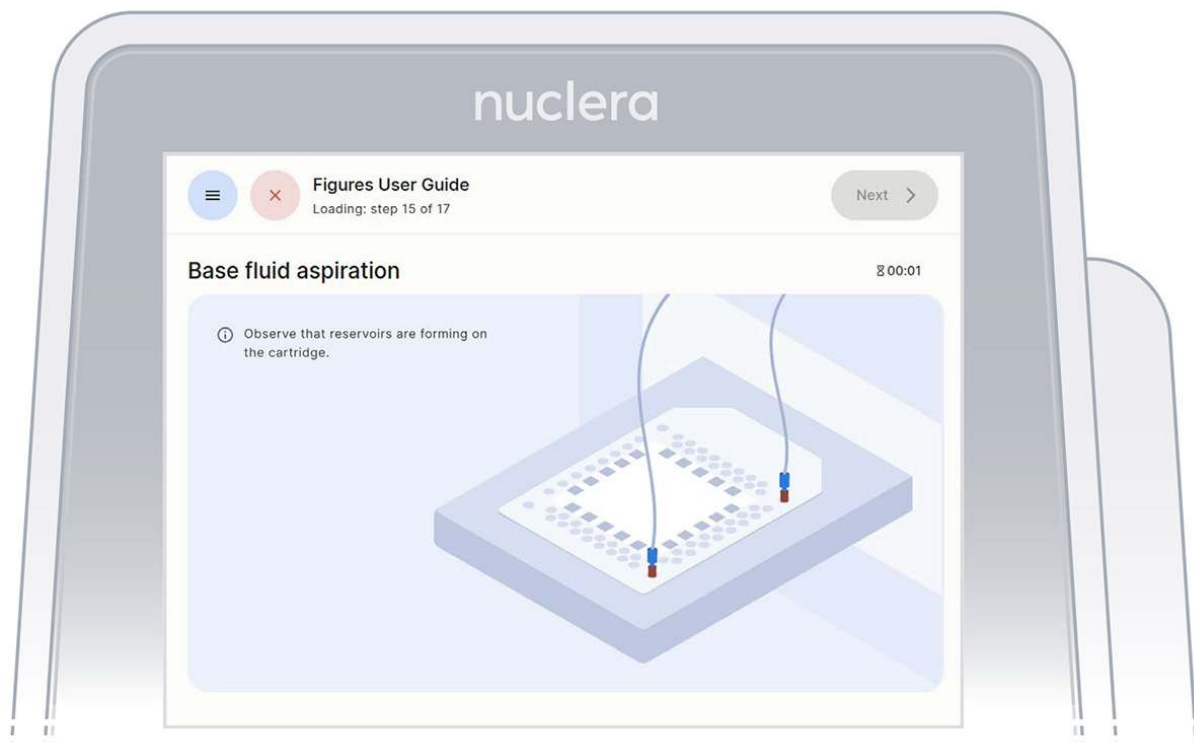 nuclera
Figures User Guide
Loading: step 15 of 17
Next
Base fluid aspiration
00:01
Observe that reservoirs are forming on
the cartridge.